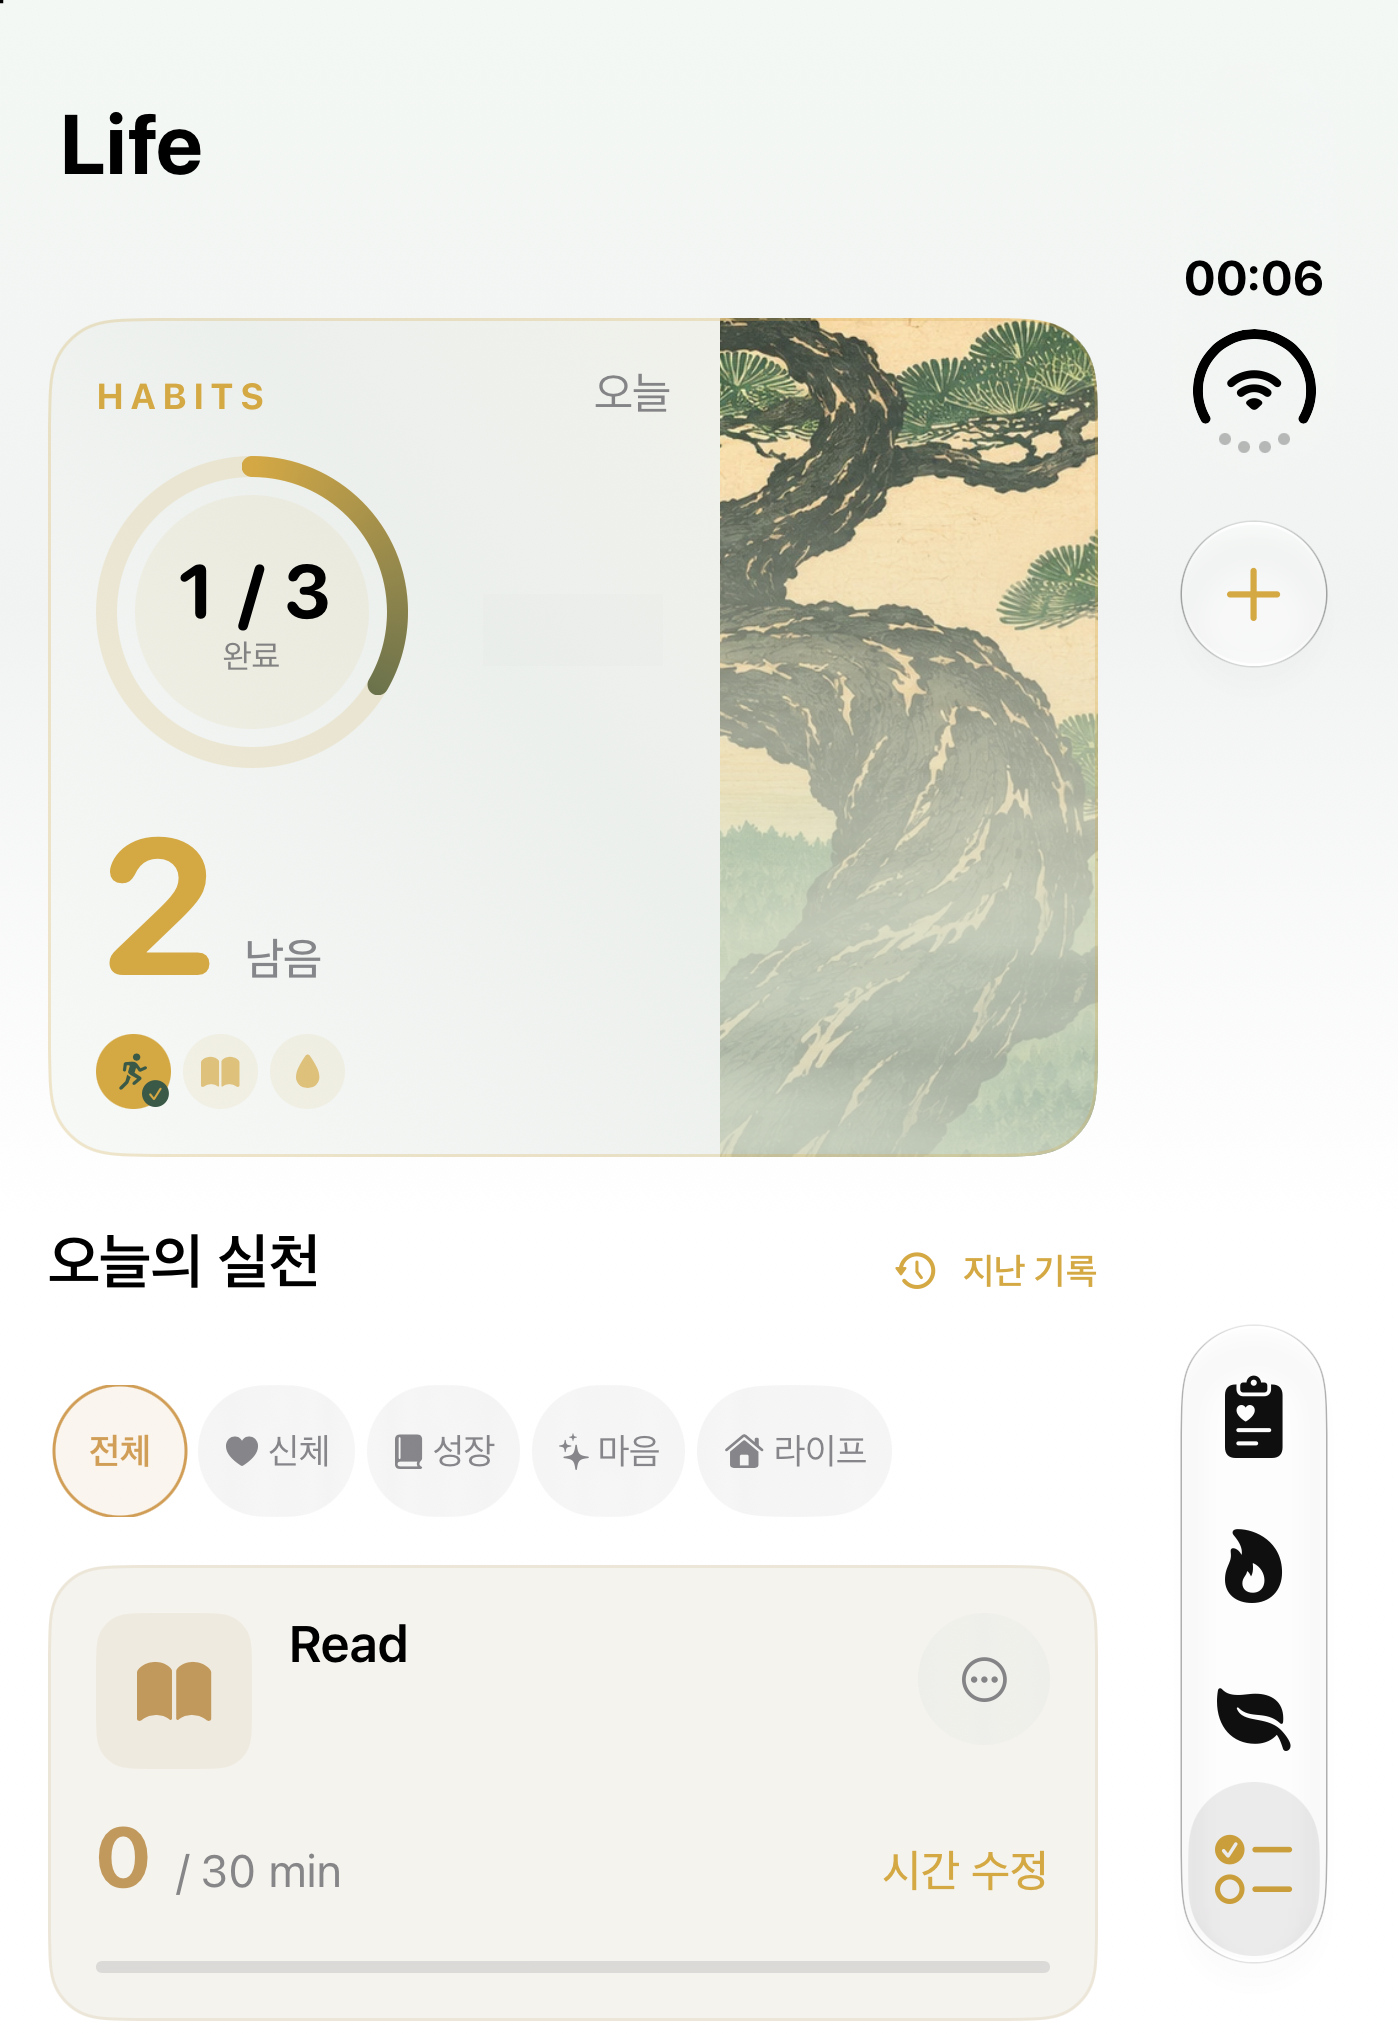 Life
00:06
HABITS
오늘
1 / 3
완료
2 남음
오늘의 실천
지난 기록
전체
신체
성장
마음
라이프
Read
0 / 30 min
시간 수정